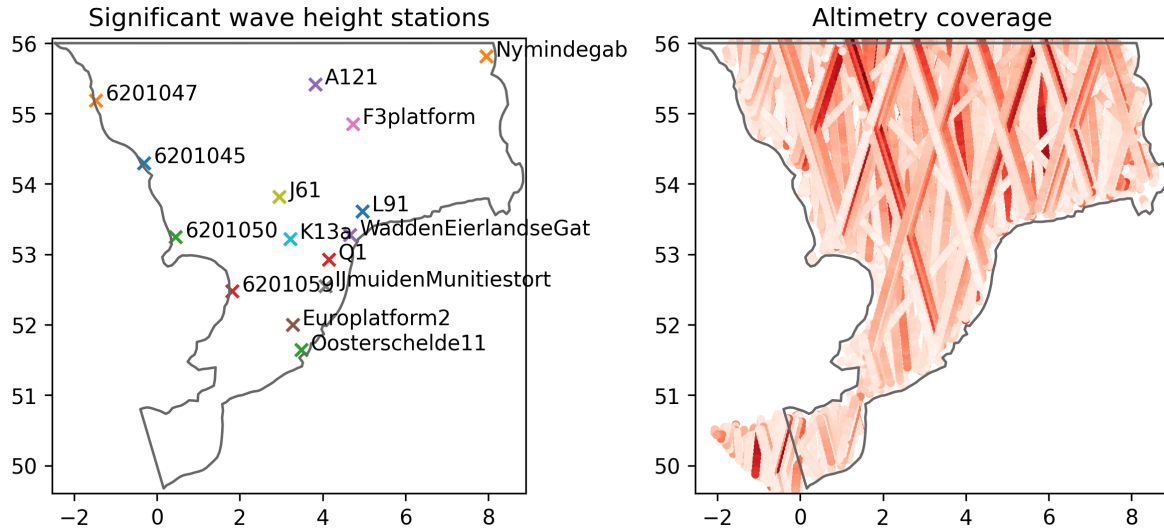 Significant wave height stations
56
55
54
53
52
51
50
−2
0
2
4
6
8
Nymindegab
A121
6201047
F3platform
6201045
J61
L91
6201050
K13a
WaddenEierlandseGat
Q1
6201059
IJmuidenMunitiestort
Europlatform2
Oosterschelde11
Altimetry coverage
56
55
54
53
52
51
50
−2
0
2
4
6
8